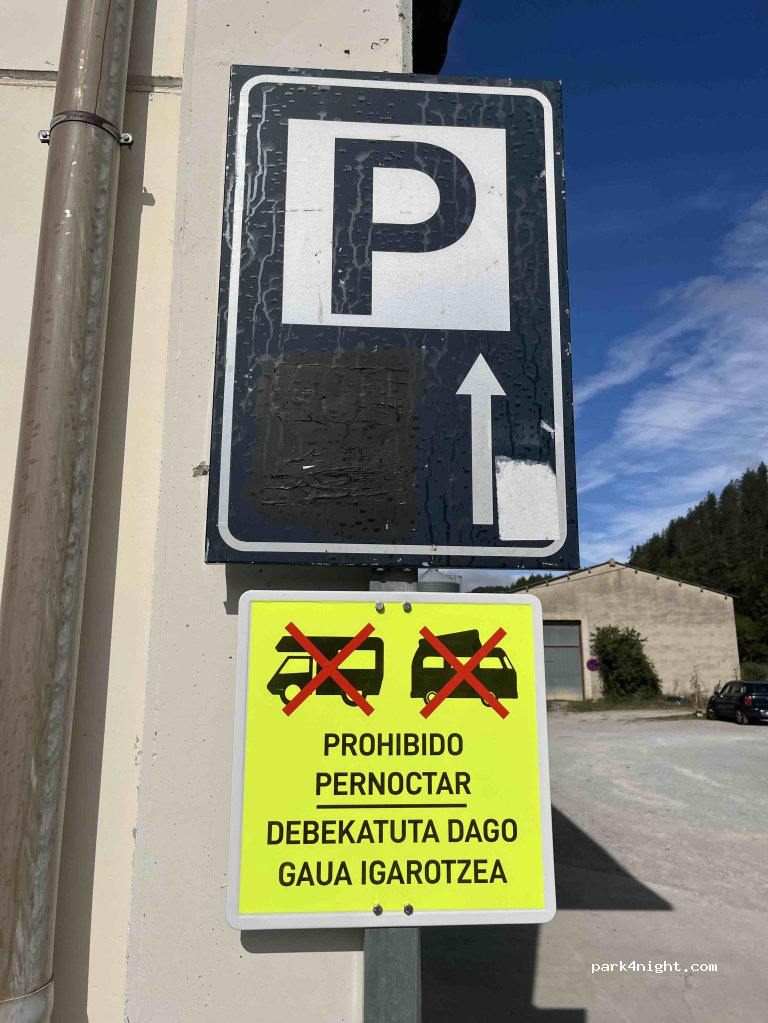 P
PROHIBIDO
PERNOCTAR
DEBEKATUTA DAGO
GAUA IGAROTZEA
park4night.com